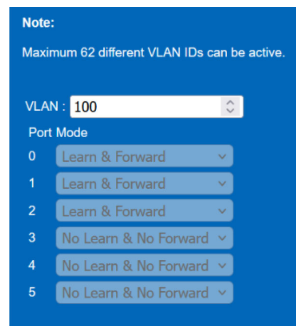 Note:
Maximum 62 different VLAN IDs can be active.
VLAN : 100
Port Mode
0 Learn & Forward
1 Learn & Forward
2 Learn & Forward
3 No Learn & No Forward
4 No Learn & No Forward
5 No Learn & No Forward